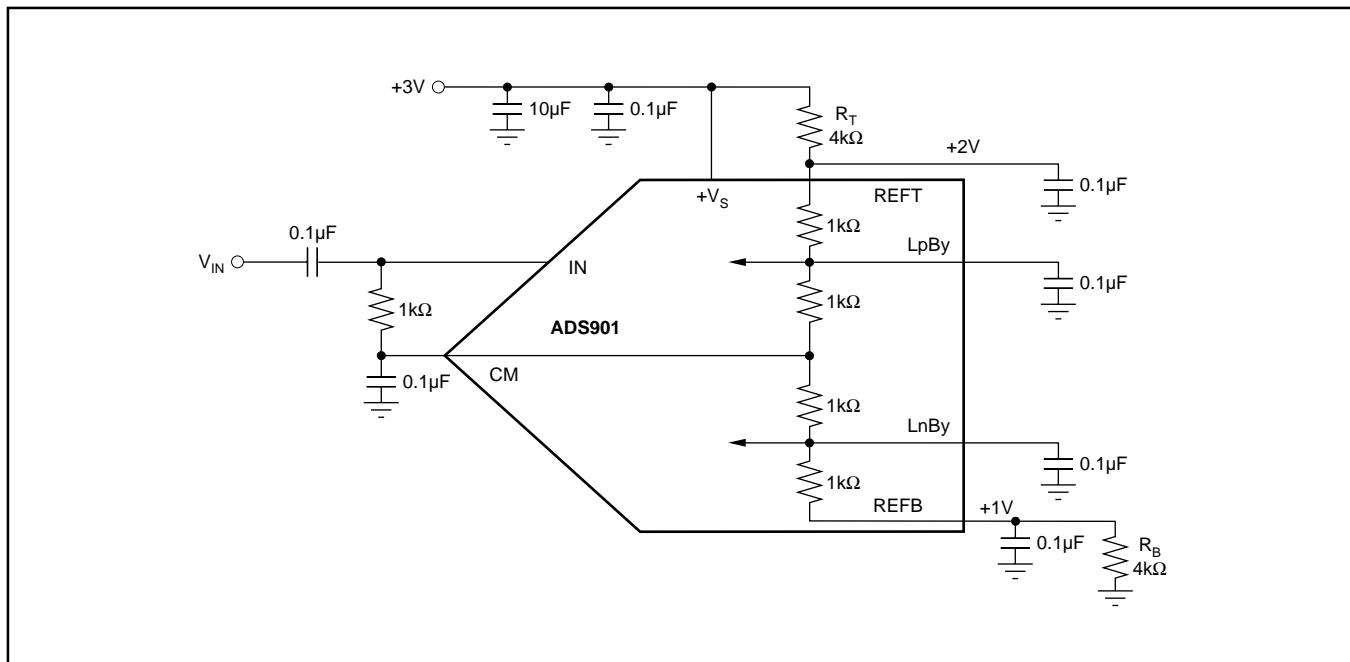 +3V
10µF
0.1µF
R_T
4kΩ
+2V
0.1µF
+V_S
REFT
1kΩ
0.1µF
LpBy
V_IN
IN
0.1µF
1kΩ
1kΩ
ADS901
CM
0.1µF
1kΩ
LnBy
0.1µF
1kΩ
REFB
+1V
0.1µF
R_B
4kΩ